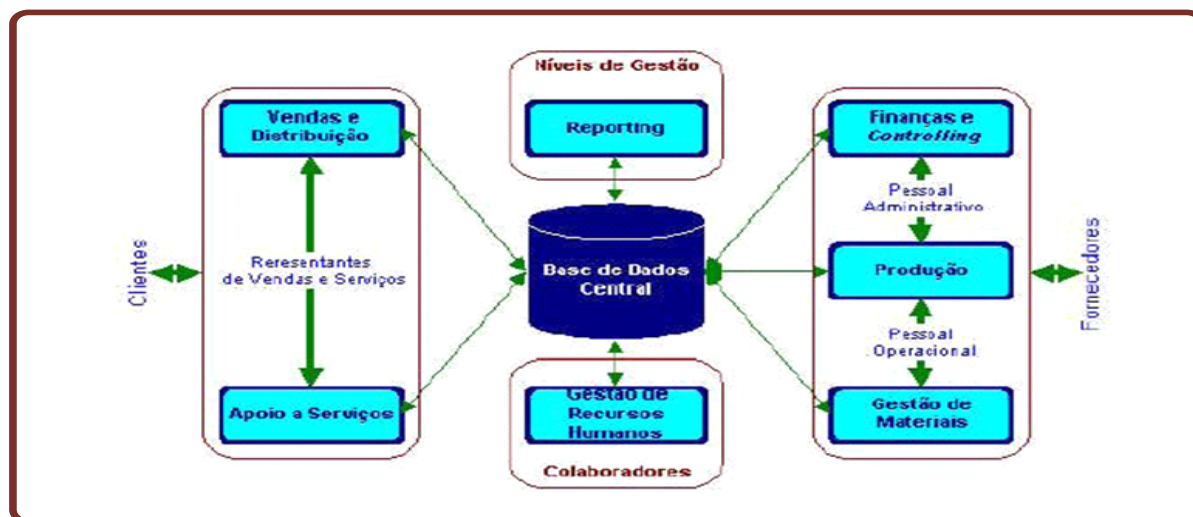 Níveis de Gestão
Reporting
Vendas e
Distribuição
Reresentantes
de Vendas e Serviços
Apoio a Serviços
Clientes
Base de Dados
Central
Gestão de
Recursos
Humanos
Colaboradores
Finanças e
Controlling
Pessoal
Administrativo
Produção
Pessoal
Operacional
Gestão de
Materiais
Fornecedores